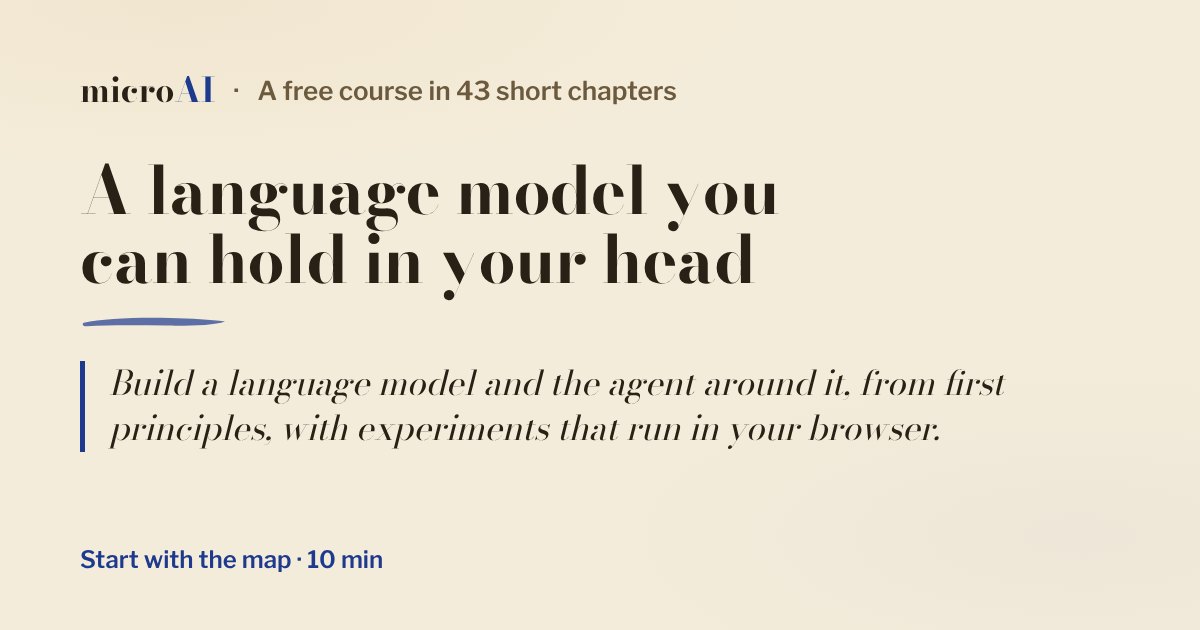 microAI · A free course in 43 short chapters
A language model you
can hold in your head
Build a language model and the agent around it, from first
principles, with experiments that run in your browser.
Start with the map · 10 min